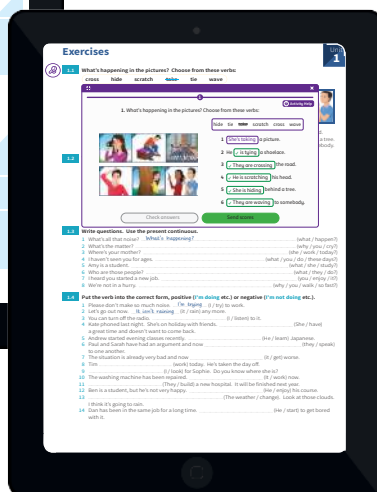 Exercises
Unit
1
1.1 What's happening in the pictures? Choose from these verbs:
cross hide scratch take tie wave
Activity Help
1. What's happening in the pictures? Choose from these verbs:
hide tie take scratch cross wave
1 She's taking a picture.
2 He is tying a shoelace.
3 They are crossing the road.
4 He is scratching his head.
5 She is hiding behind a tree.
6 They are waving to somebody.
Check answers
Send scores
a tree.
1.2
1.3 Write questions. Use the present continuous.
1 What's all that noise? What's happening? (what / happen?)
2 What's the matter? (why / you / cry?)
3 Where's your mother? (she / work / today?)
4 I haven't seen you for ages. (what / you / do / these days?)
5 Amy is a student. (what / she / study?)
6 Who are those people? (what / they / do?)
7 I heard you started a new job. (you / enjoy / it?)
8 We're not in a hurry. (why / you / walk / so fast?)
1.4 Put the verb into the correct form, positive (I'm doing etc.) or negative (I'm not doing etc.).
1 Please don't make so much noise. I'm trying (I / try) to work.
2 Let's go out now. It isn't raining (it / rain) any more.
3 You can turn off the radio. (I / listen) to it.
4 Kate phoned last night. She's on holiday with friends. (She / have)
a great time and doesn't want to come back.
5 Andrew started evening classes recently. (He / learn) Japanese.
6 Paul and Sarah have had an argument and now (they / speak)
to one another.
7 The situation is already very bad and now (it / get) worse.
8 Tim (work) today. He's taken the day off.
9 (I / look) for Sophie. Do you know where she is?
10 The washing machine has been repaired. (It / work) now.
11 (They / build) a new hospital. It will be finished next year.
12 Ben is a student, but he's not very happy. (He / enjoy) his course.
13 (The weather / change). Look at those clouds.
I think it's going to rain.
14 Dan has been in the same job for a long time. (He / start) to get bored
with it.